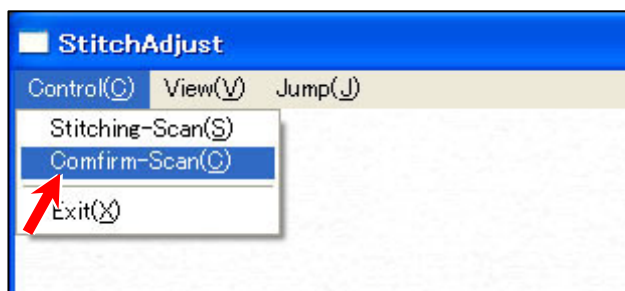 StitchAdjust
Control(C) View(V) Jump(J)
Stitching-Scan(S)
Comfirm-Scan(C)
Exit(X)